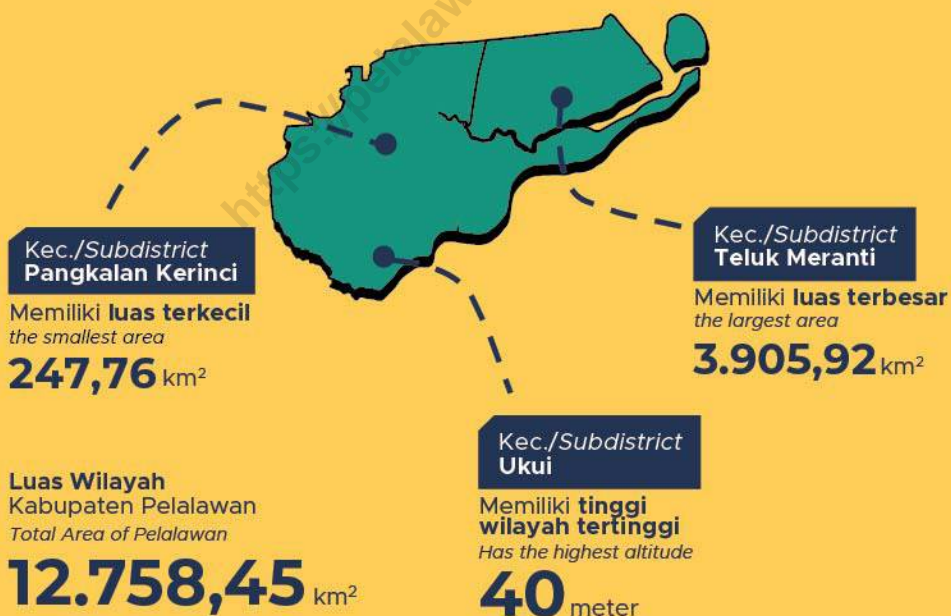 https://pelalaw
Kec./Subdistrict
Pangkalan Kerinci
Memiliki luas terkecil
the smallest area
247,76 km²
Kec./Subdistrict
Teluk Meranti
Memiliki luas terbesar
the largest area
3.905,92 km²
Luas Wilayah
Kabupaten Pelalawan
Total Area of Pelalawan
12.758,45 km²
Kec./Subdistrict
Ukui
Memiliki tinggi
wilayah tertinggi
Has the highest altitude
40 meter